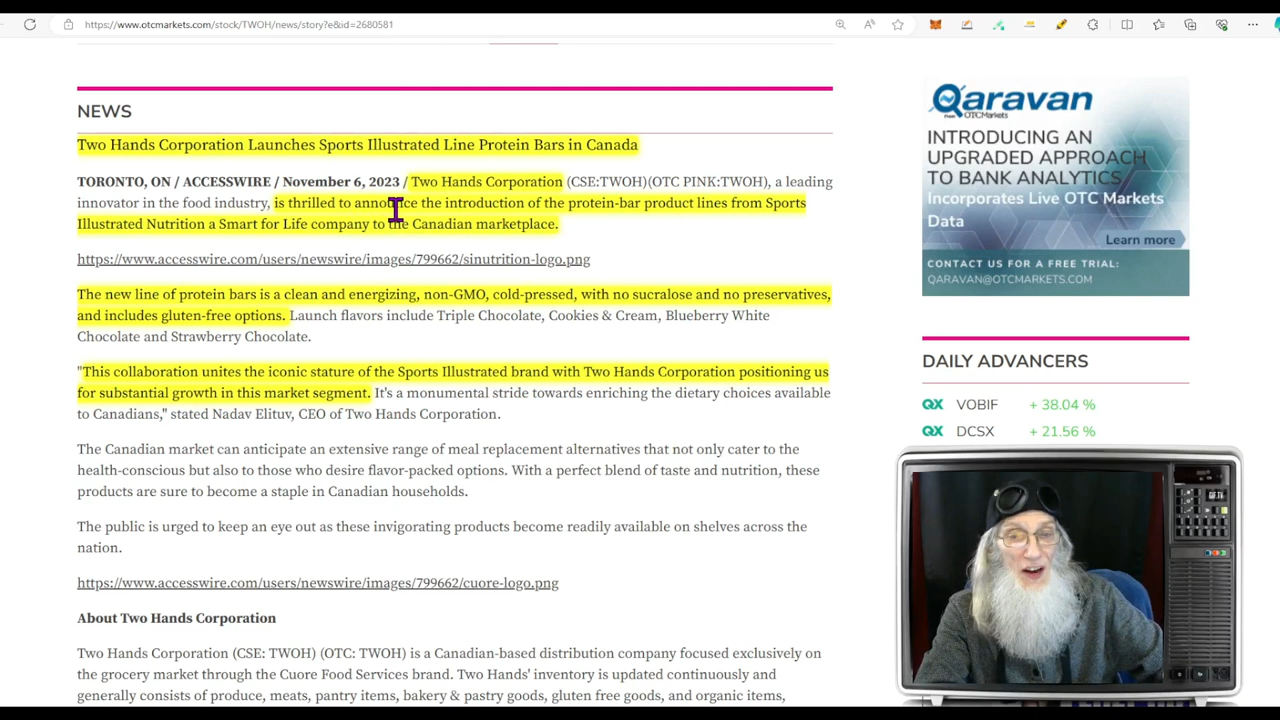 https://www.otcmarkets.com/stock/TWOH/news/story?e&id=2680581
NEWS
Two Hands Corporation Launches Sports Illustrated Line Protein Bars in Canada
TORONTO, ON / ACCESSWIRE / November 6, 2023 / Two Hands Corporation (CSE:TWOH)(OTC PINK:TWOH), a leading
innovator in the food industry, is thrilled to announce the introduction of the protein-bar product lines from Sports
Illustrated Nutrition a Smart for Life company to the Canadian marketplace.
https://www.accesswire.com/users/newswire/images/799662/sinutrition-logo.png
The new line of protein bars is a clean and energizing, non-GMO, cold-pressed, with no sucralose and no preservatives,
and includes gluten-free options. Launch flavors include Triple Chocolate, Cookies & Cream, Blueberry White
Chocolate and Strawberry Chocolate.
"This collaboration unites the iconic stature of the Sports Illustrated brand with Two Hands Corporation positioning us
for substantial growth in this market segment. It's a monumental stride towards enriching the dietary choices available
to Canadians," stated Nadav Elituv, CEO of Two Hands Corporation.
The Canadian market can anticipate an extensive range of meal replacement alternatives that not only cater to the
health-conscious but also to those who desire flavor-packed options. With a perfect blend of taste and nutrition, these
products are sure to become a staple in Canadian households.
The public is urged to keep an eye out as these invigorating products become readily available on shelves across the
nation.
https://www.accesswire.com/users/newswire/images/799662/cuore-logo.png
About Two Hands Corporation
Two Hands Corporation (CSE: TWOH) (OTC: TWOH) is a Canadian-based distribution company focused exclusively on
the grocery market through the Cuore Food Services brand. Two Hands' inventory is updated continuously and
generally consists of produce, meats, pantry items, bakery & pastry goods, gluten free goods, and organic items,
Qaravan
From OTCMarkets
INTRODUCING AN
UPGRADED APPROACH
TO BANK ANALYTICS
Incorporates Live OTC Markets
Data
Learn more
CONTACT US FOR A FREE TRIAL:
QARAVAN@OTCMARKETS.COM
DAILY ADVANCERS
QX VOBIF + 38.04 %
QX DCSX + 21.56 %
GIF.TV